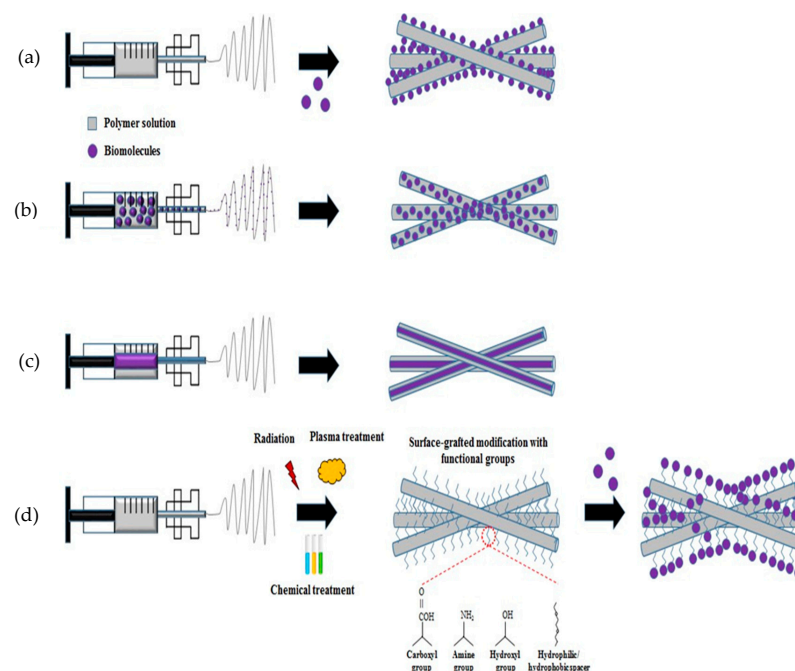 (a)
Polymer solution
Biomolecules
(b)
(c)
Radiation
Plasma treatment
Surface-grafted modification with
functional groups
(d)
Chemical treatment
O
COH
NH2
OH
Carboxyl
group
Amine
group
Hydroxyl
group
Hydrophilic/
hydrophobic spacer